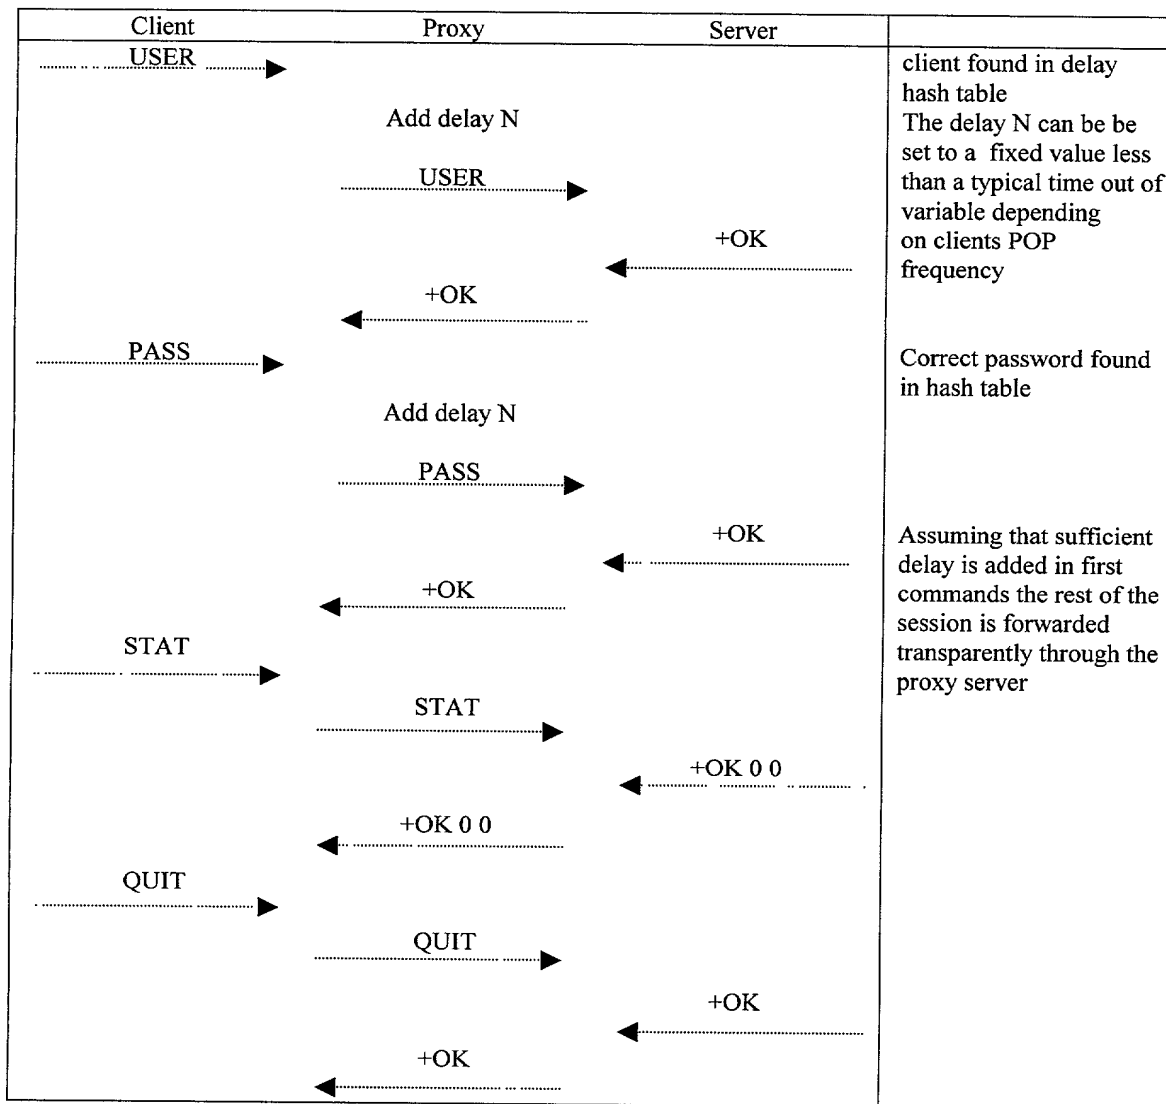 Client Proxy Server
USER
client found in delay
hash table
Add delay N
The delay N can be be
set to a fixed value less
USER
than a typical time out of
variable depending
+OK
on clients POP
frequency
+OK
PASS
Correct password found
in hash table
Add delay N
PASS
+OK
Assuming that sufficient
delay is added in first
+OK
commands the rest of the
session is forwarded
STAT
transparently through the
proxy server
STAT
+OK 0 0
+OK 0 0
QUIT
QUIT
+OK
+OK